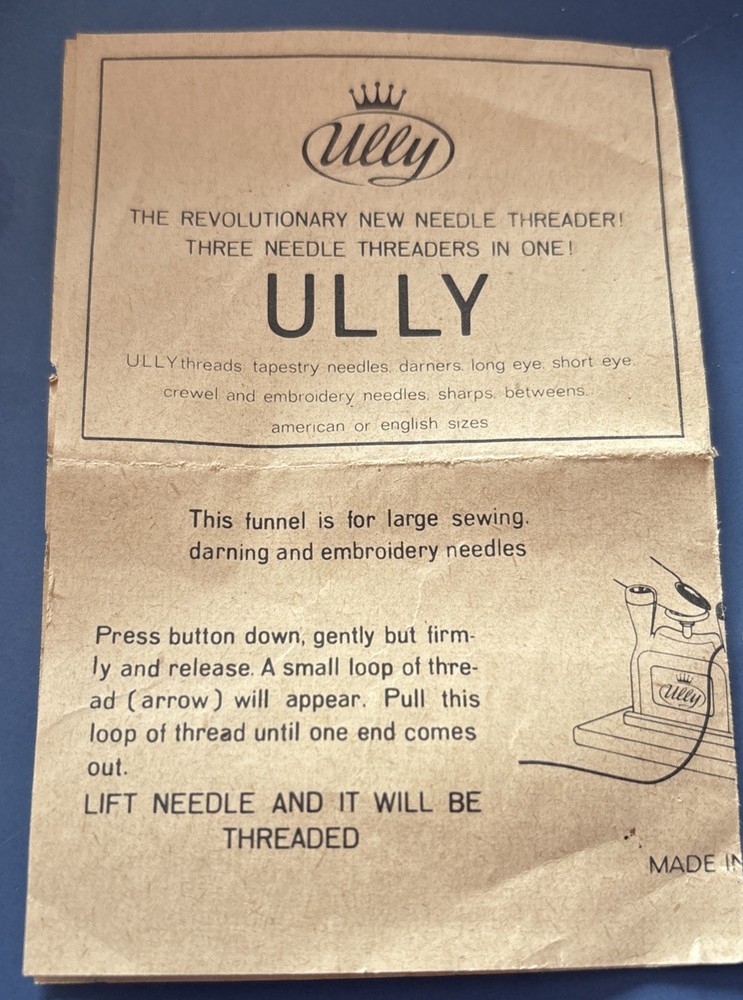 Ully
THE REVOLUTIONARY NEW NEEDLE THREADER!
THREE NEEDLE THREADERS IN ONE!
ULLY
ULLY threads: tapestry needles. darners. long eye. short eye.
crewel and embroidery needles. sharps. betweens.
american or english sizes
This funnel is for large sewing.
darning and embroidery needles
Press button down, gently but firm-
ly and release. A small loop of thre-
ad (arrow) will appear. Pull this
loop of thread until one end comes
out.
LIFT NEEDLE AND IT WILL BE
THREADED
Ully
MADE IN